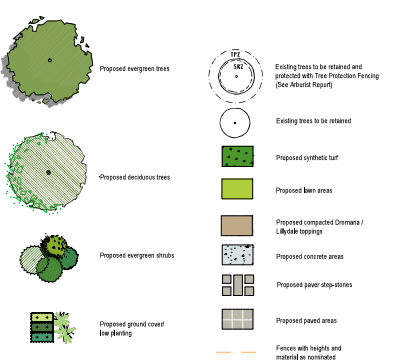 Proposed evergreen trees
Proposed deciduous trees
Proposed evergreen shrubs
Proposed ground cover/
low planting
TPZ
SRZ
Existing trees to be retained and
protected with Tree Protection Fencing
(See Arborist Report)
Existing trees to be retained
Proposed synthetic turf
Proposed lawn areas
Proposed compacted Dromana /
Lillydale toppings
Proposed concrete areas
Proposed paver step-stones
Proposed paved areas
Fences with heights and
material as nominated